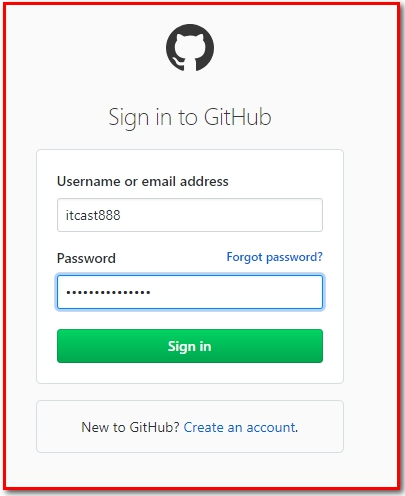 Sign in to GitHub
Username or email address
itcast888
Password Forgot password?
•••••••••••••••
Sign in
New to GitHub? Create an account.